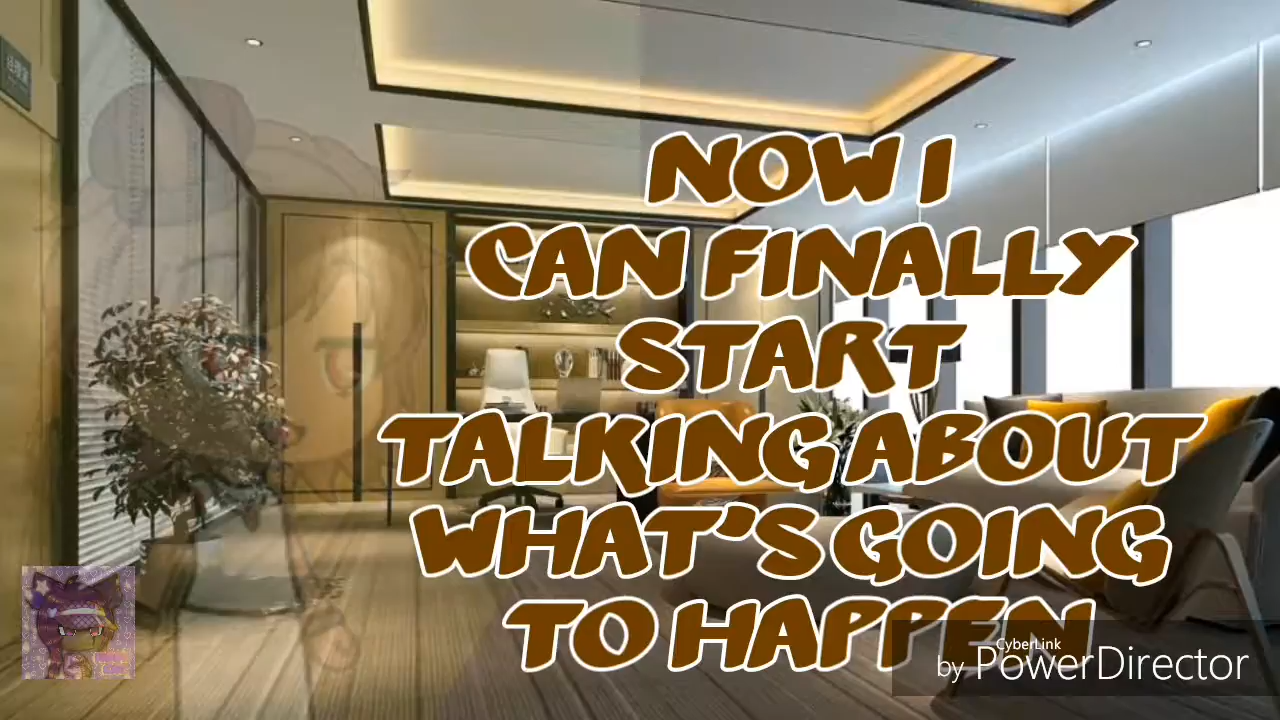 NOW I
CAN FINALLY
START
TALKING ABOUT
WHAT'S GOING
TO HAPPEN
CyberLink
by PowerDirector